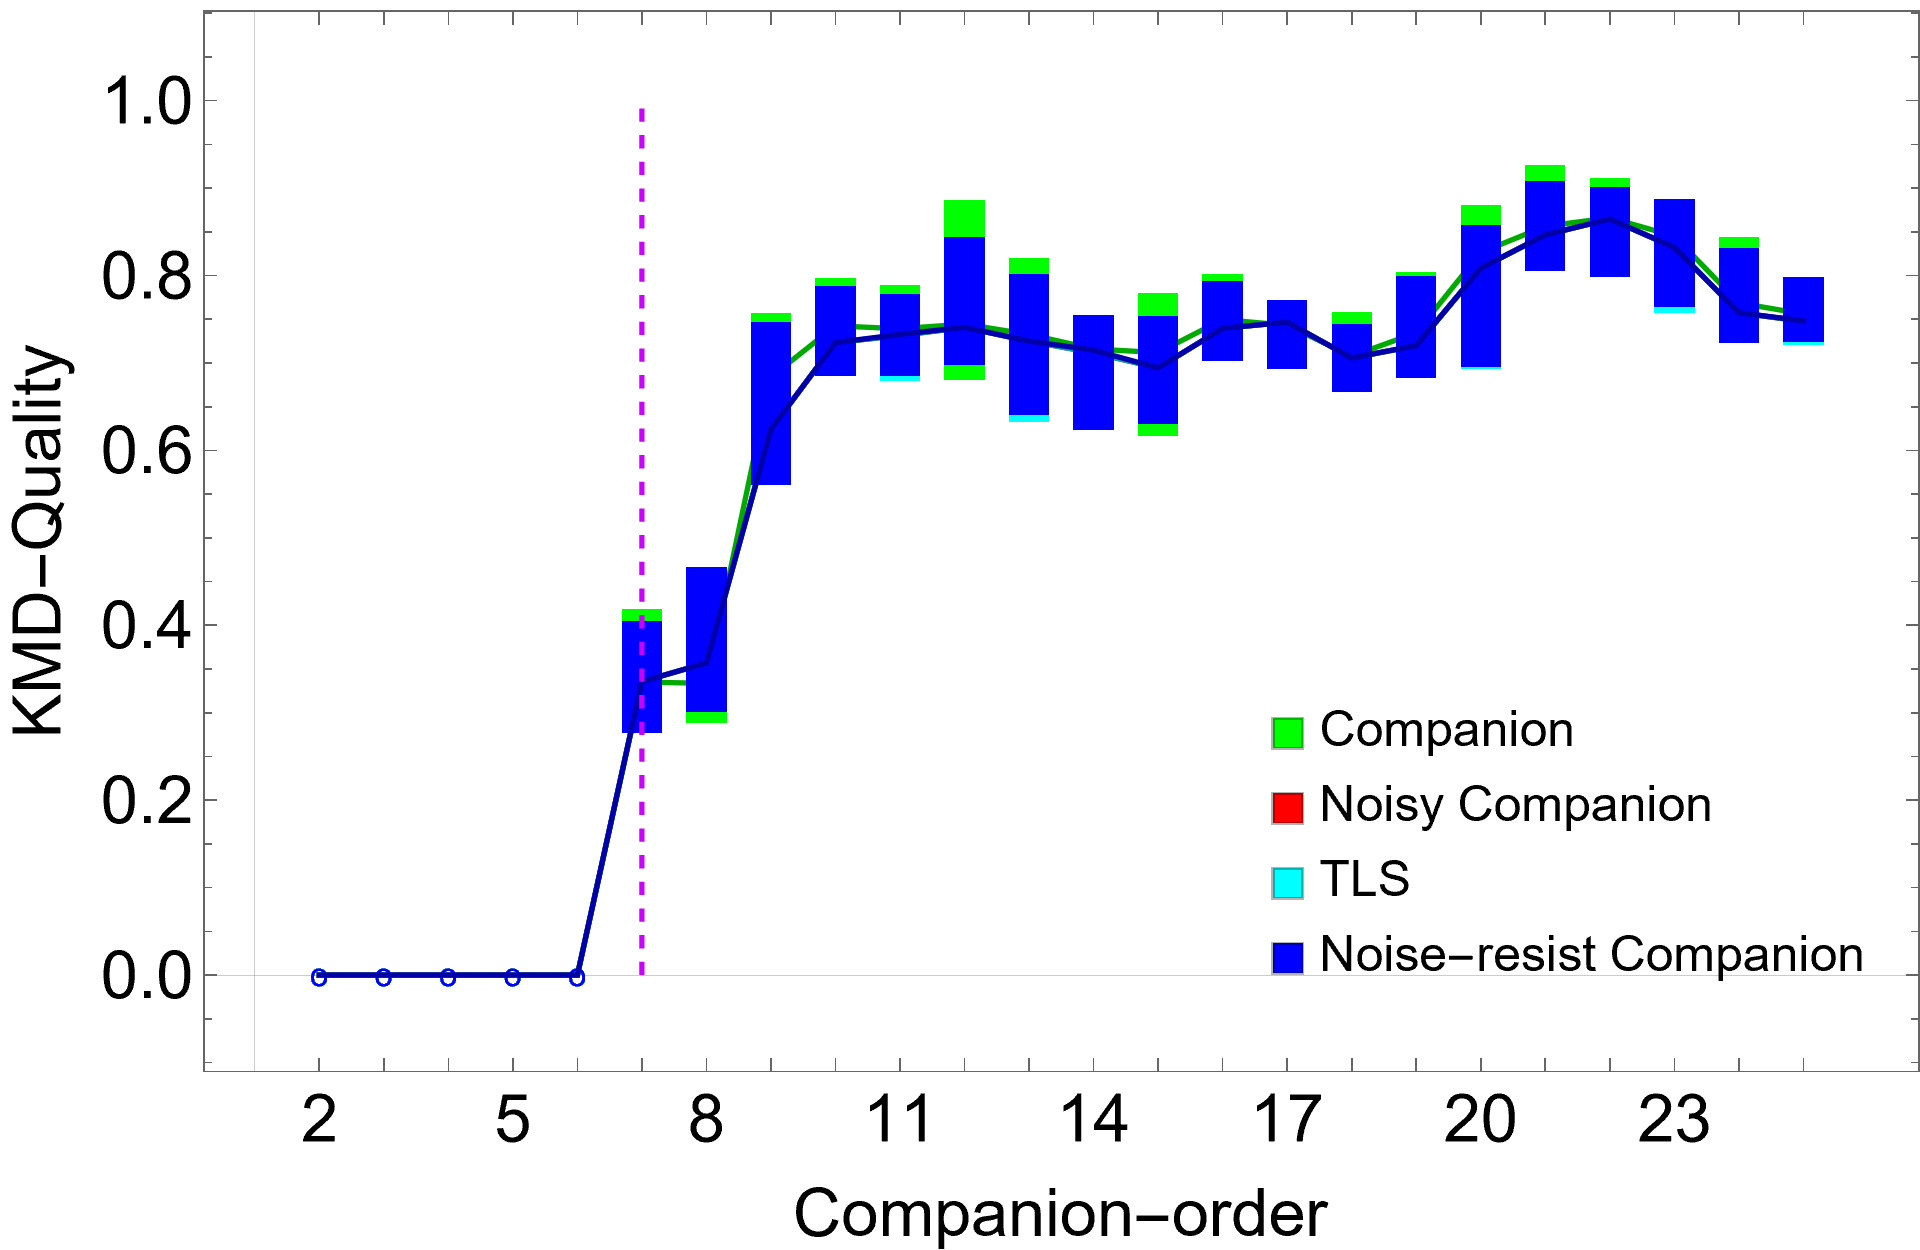 KMD−Quality
1.0
0.8
0.6
0.4
0.2
0.0
Companion
Noisy Companion
TLS
Noise−resist Companion
2 5 8 11 14 17 20 23
Companion−order